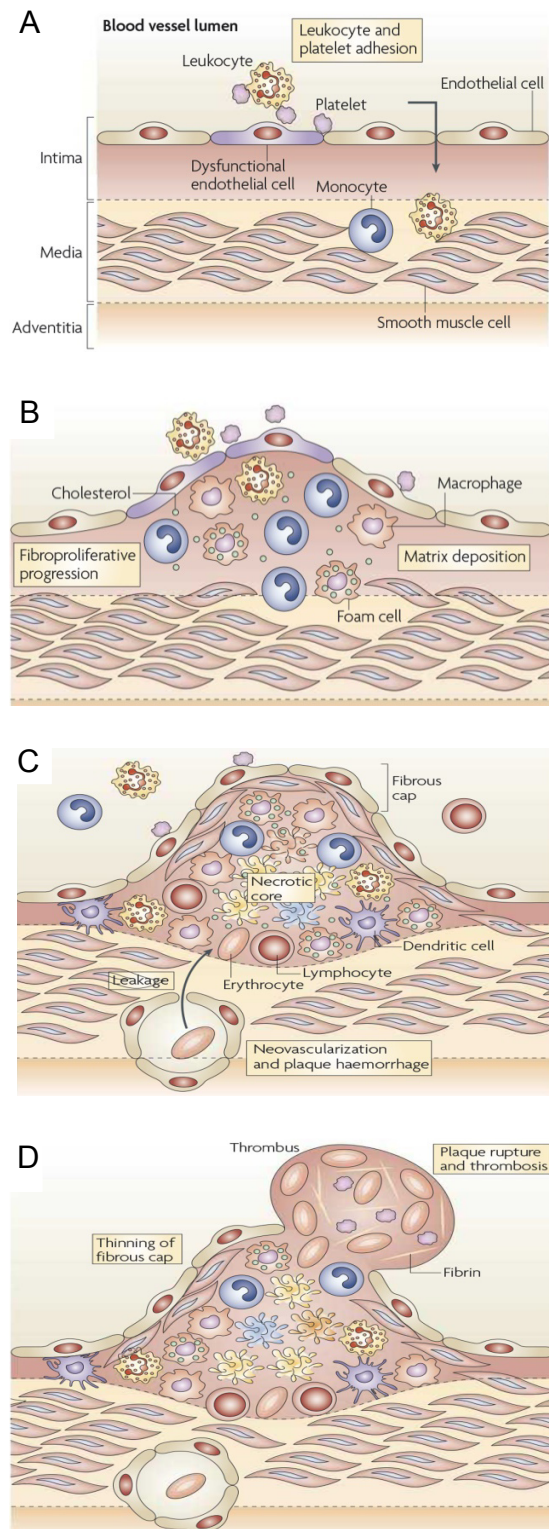 A
Blood vessel lumen
Leukocyte and
platelet adhesion
Leukocyte
Platelet
Endothelial cell
Intima
Dysfunctional
endothelial cell
Monocyte
Media
Smooth muscle cell
Adventitia
B
Cholesterol
Macrophage
Fibroproliferative
progression
Matrix deposition
Foam cell
C
Fibrous
cap
Necrotic
core
Dendritic cell
Leakage
Lymphocyte
Erythrocyte
Neovascularization
and plaque haemorrhage
D
Thrombus
Plaque rupture
and thrombosis
Thinning of
fibrous cap
Fibrin